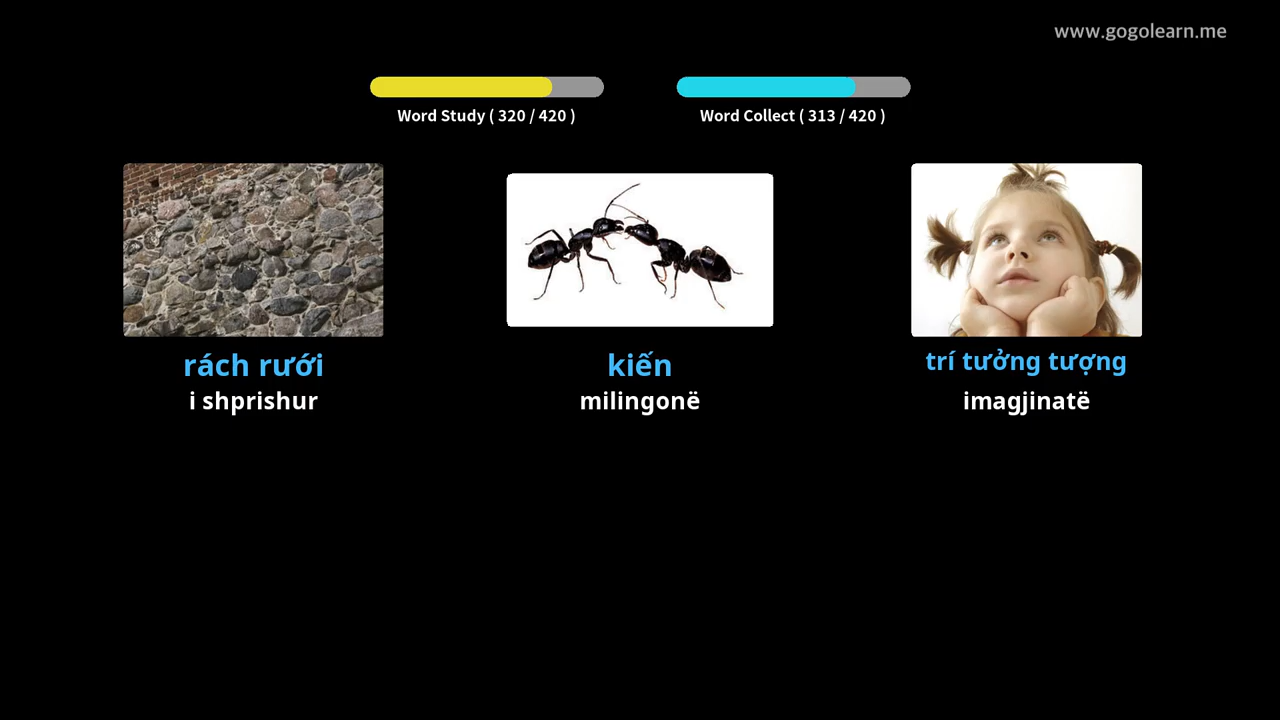 www.gogolearn.me
Word Study ( 320 / 420 )
Word Collect ( 313 / 420 )
rách rưới
i shprishur
kiến
milingonë
trí tưởng tượng
imagjinatë